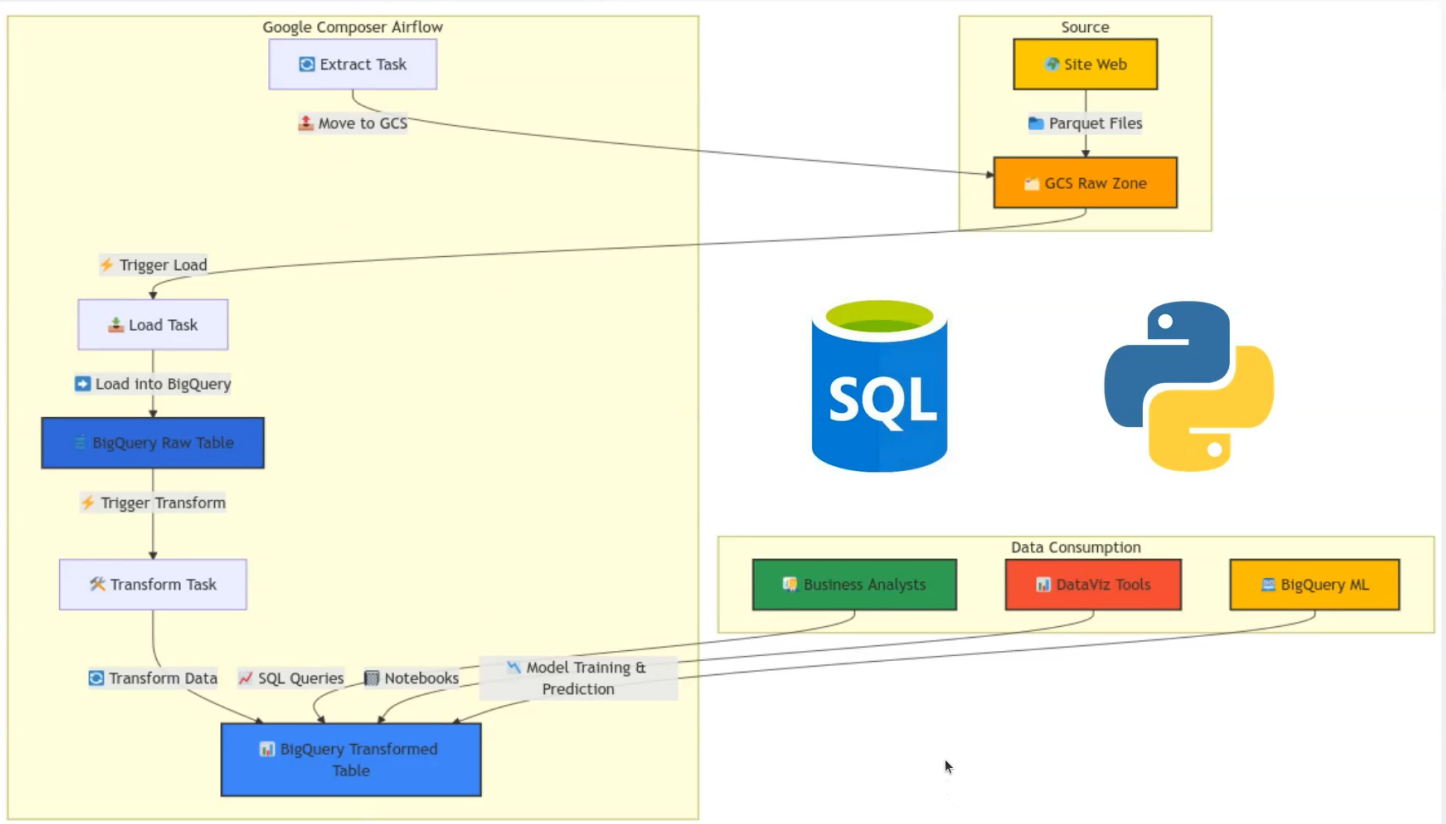 Google Composer Airflow
Extract Task
Move to GCS
Source
Site Web
Parquet Files
GCS Raw Zone
Trigger Load
Load Task
Load into BigQuery
BigQuery Raw Table
Trigger Transform
Transform Task
SQL
Data Consumption
Business Analysts
DataViz Tools
BigQuery ML
Transform Data
SQL Queries
Notebooks
Model Training &
Prediction
BigQuery Transformed
Table